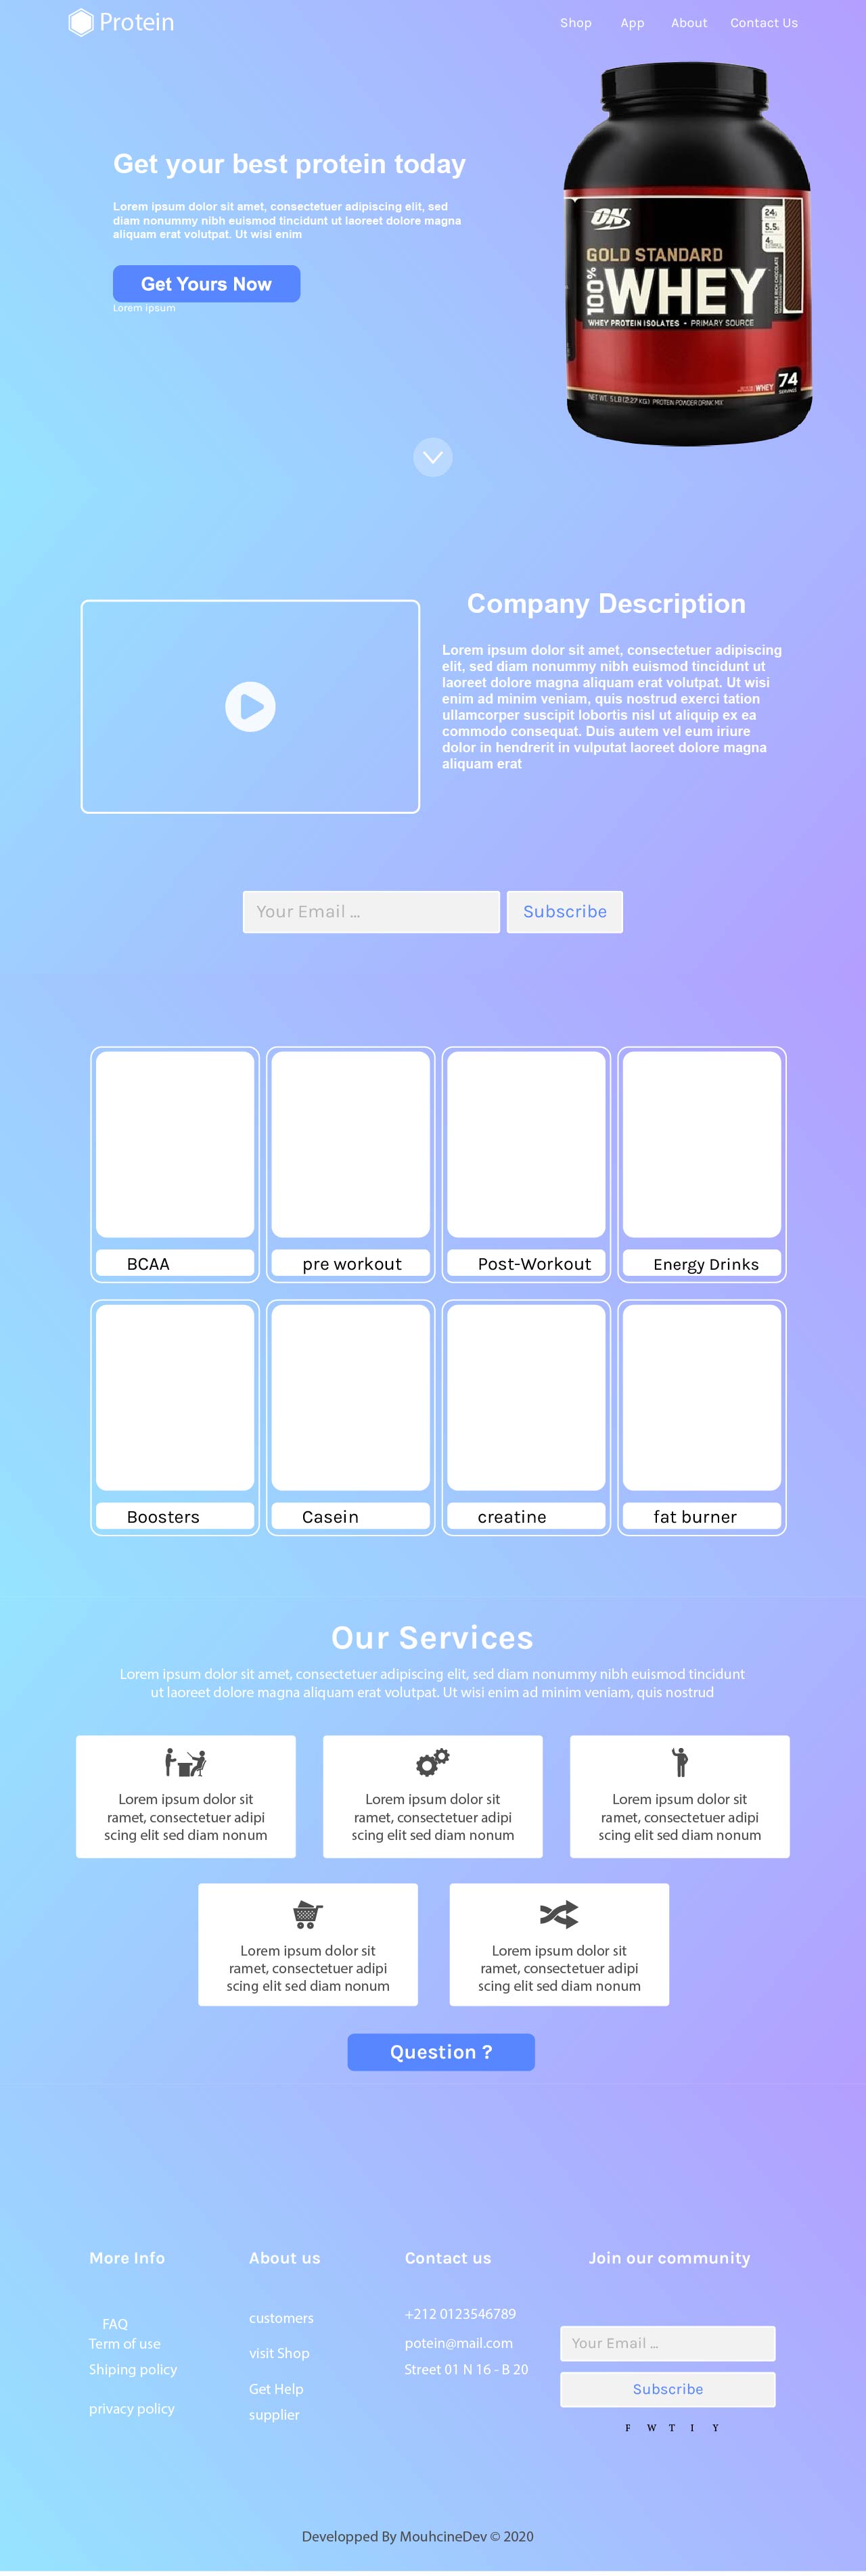 Protein
Shop App About Contact Us
Get your best protein today
Lorem ipsum dolor sit amet, consectetuer adipiscing elit, sed
diam nonummy nibh euismod tincidunt ut laoreet dolore magna
aliquam erat volutpat. Ut wisi enim
Get Yours Now
Lorem ipsum
ON
GOLD STANDARD
100%
WHEY
WHEY PROTEIN ISOLATES • PRIMARY SOURCE
24g
5.5g
4g
DOUBLE RICH CHOCOLATE
WHEY
74
SERVINGS
NET WT. 5 LB (2.27 KG) PROTEIN POWDER DRINK MIX
Company Description
Lorem ipsum dolor sit amet, consectetuer adipiscing
elit, sed diam nonummy nibh euismod tincidunt ut
laoreet dolore magna aliquam erat volutpat. Ut wisi
enim ad minim veniam, quis nostrud exerci tation
ullamcorper suscipit lobortis nisl ut aliquip ex ea
commodo consequat. Duis autem vel eum iriure
dolor in hendrerit in vulputat laoreet dolore magna
aliquam erat
Your Email ...
Subscribe
BCAA
pre workout
Post-Workout
Energy Drinks
Boosters
Casein
creatine
fat burner
Our Services
Lorem ipsum dolor sit amet, consectetuer adipiscing elit, sed diam nonummy nibh euismod tincidunt
ut laoreet dolore magna aliquam erat volutpat. Ut wisi enim ad minim veniam, quis nostrud
Lorem ipsum dolor sit
ramet, consectetuer adipi
scing elit sed diam nonum
Lorem ipsum dolor sit
ramet, consectetuer adipi
scing elit sed diam nonum
Lorem ipsum dolor sit
ramet, consectetuer adipi
scing elit sed diam nonum
Lorem ipsum dolor sit
ramet, consectetuer adipi
scing elit sed diam nonum
Lorem ipsum dolor sit
ramet, consectetuer adipi
scing elit sed diam nonum
Question ?
More Info
FAQ
Term of use
Shiping policy
privacy policy
About us
customers
visit Shop
Get Help
supplier
Contact us
+212 0123546789
potein@mail.com
Street 01 N 16 - B 20
Join our community
Your Email ...
Subscribe
F W T I Y
Developped By MouhcineDev © 2020